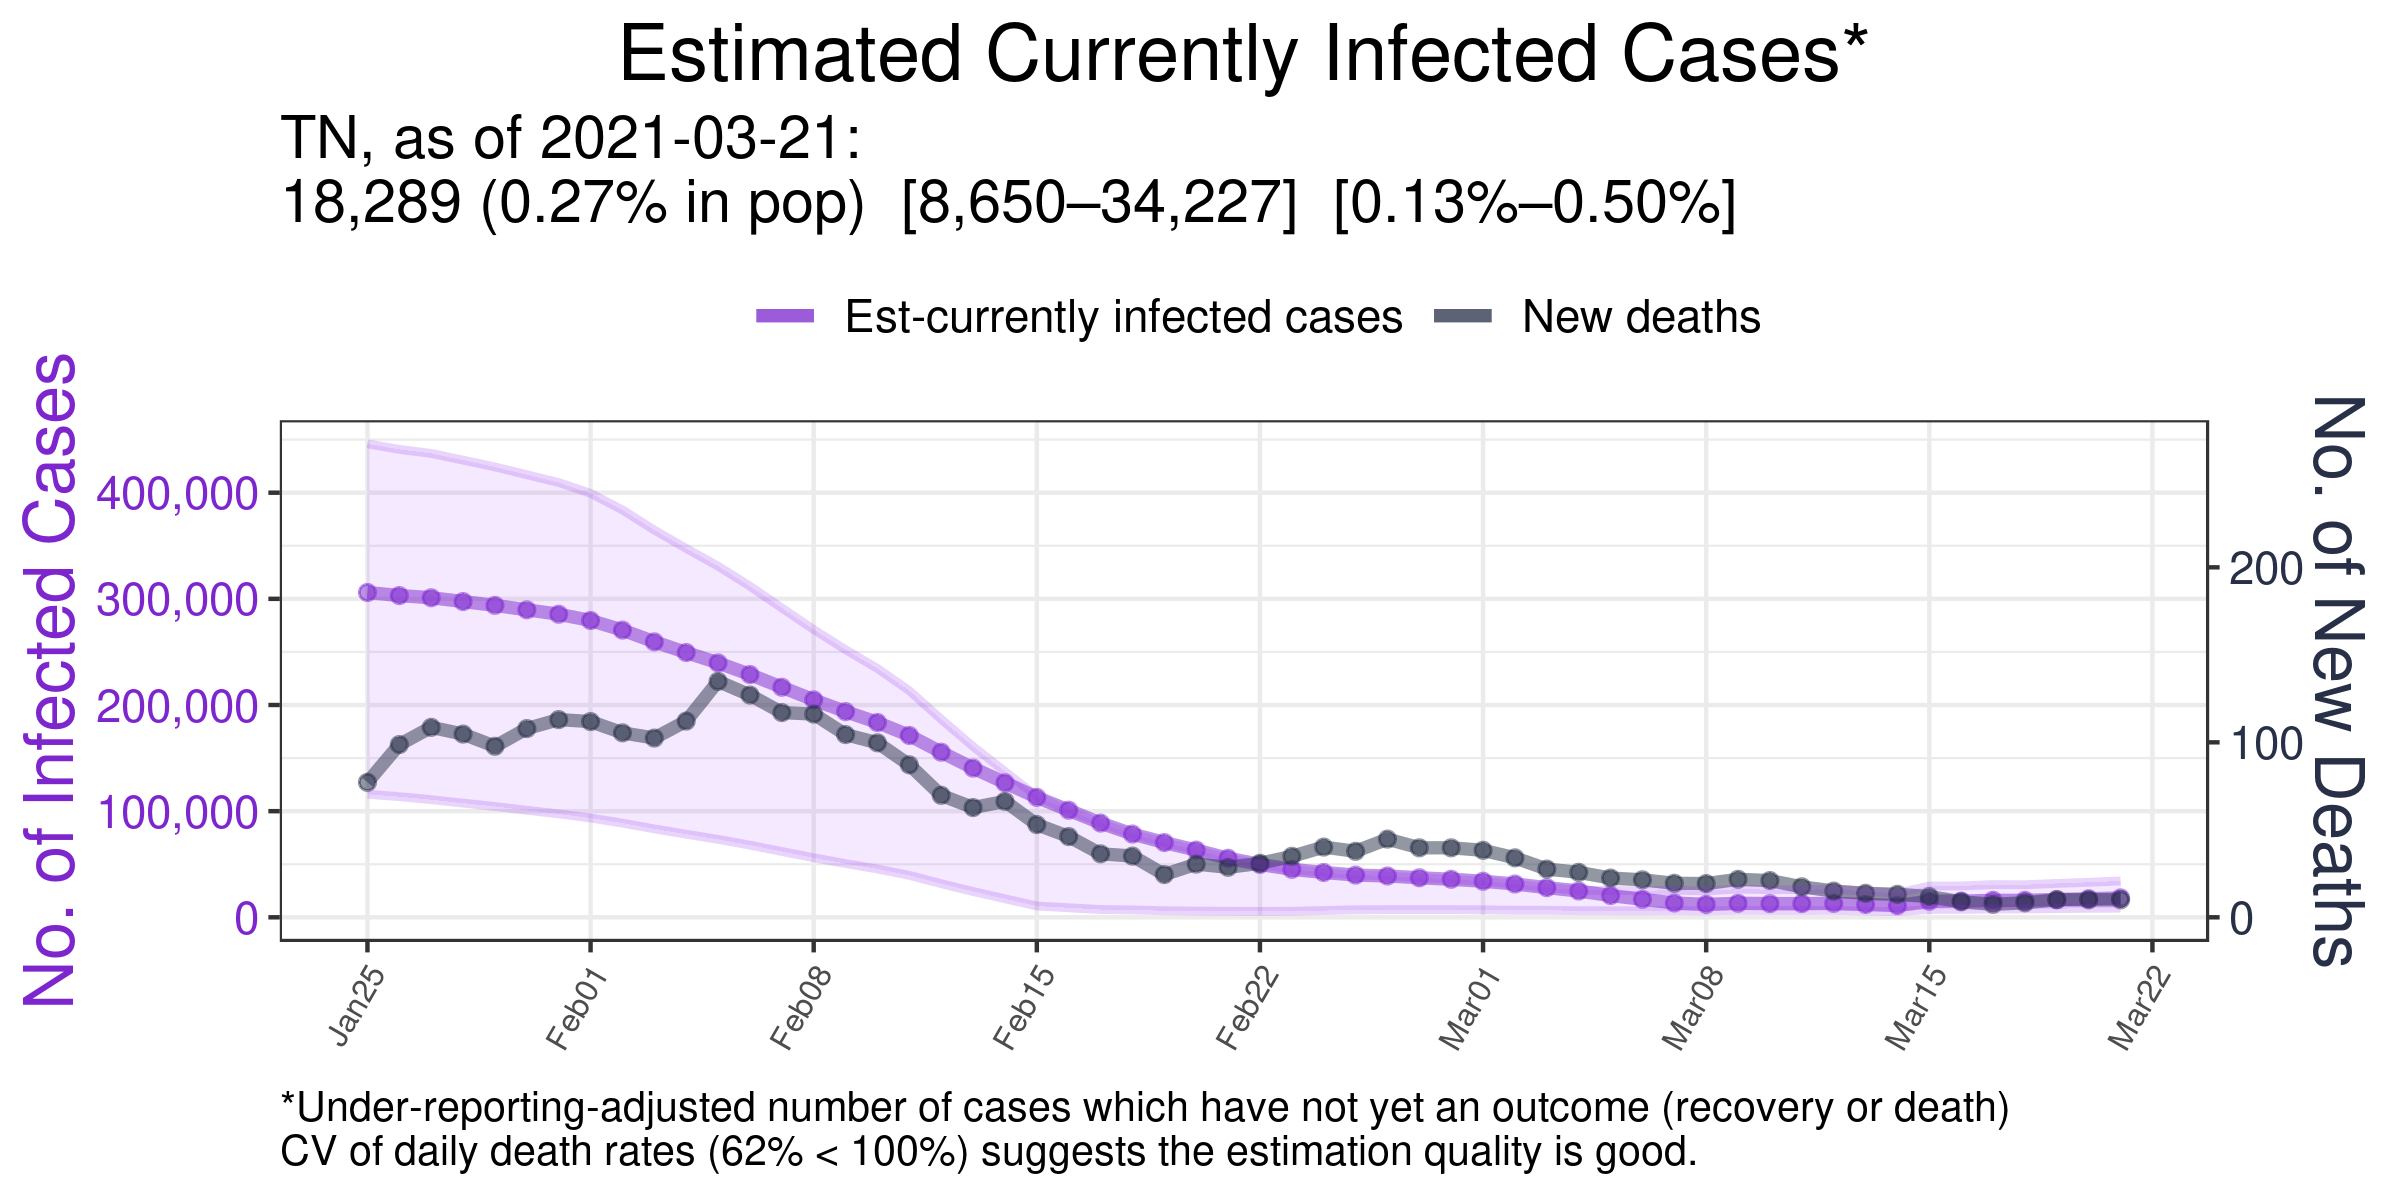 Estimated Currently Infected Cases*
TN, as of 2021-03-21:
18,289 (0.27% in pop)  [8,650–34,227]  [0.13%–0.50%]
Est-currently infected cases
New deaths
No. of Infected Cases
400,000
300,000
200,000
100,000
0
200
100
0
No. of New Deaths
Jan25
Feb01
Feb08
Feb15
Feb22
Mar01
Mar08
Mar15
Mar22
*Under-reporting-adjusted number of cases which have not yet an outcome (recovery or death)
CV of daily death rates (62% < 100%) suggests the estimation quality is good.